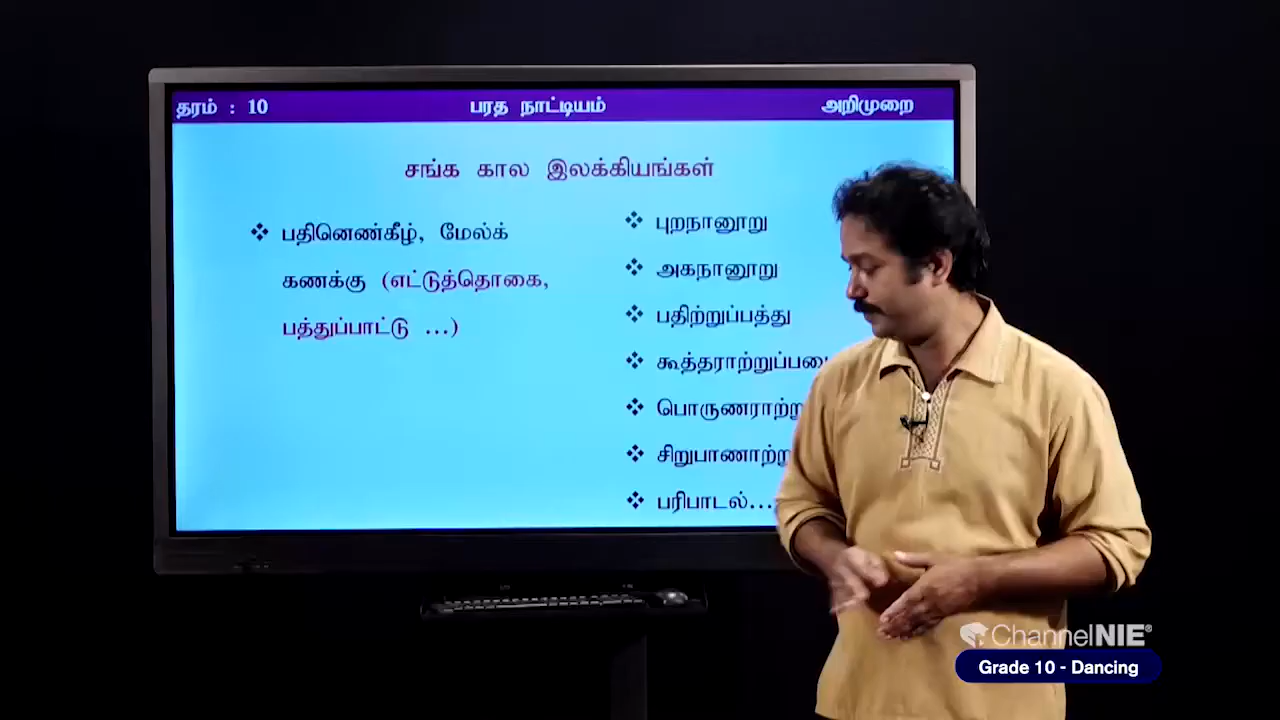 தரம் : 10 பரத நாட்டியம் அறிமுறை
சங்க கால இலக்கியங்கள்
❖ பதினெண்கீழ், மேல்க்
கணக்கு (எட்டுத்தொகை,
பத்துப்பாட்டு ...)
❖ புறநானூறு
❖ அகநானூறு
❖ பதிற்றுப்பத்து
❖
❖
❖
❖ பரிபாடல்...
ChannelNIE®
Grade 10 - Dancing